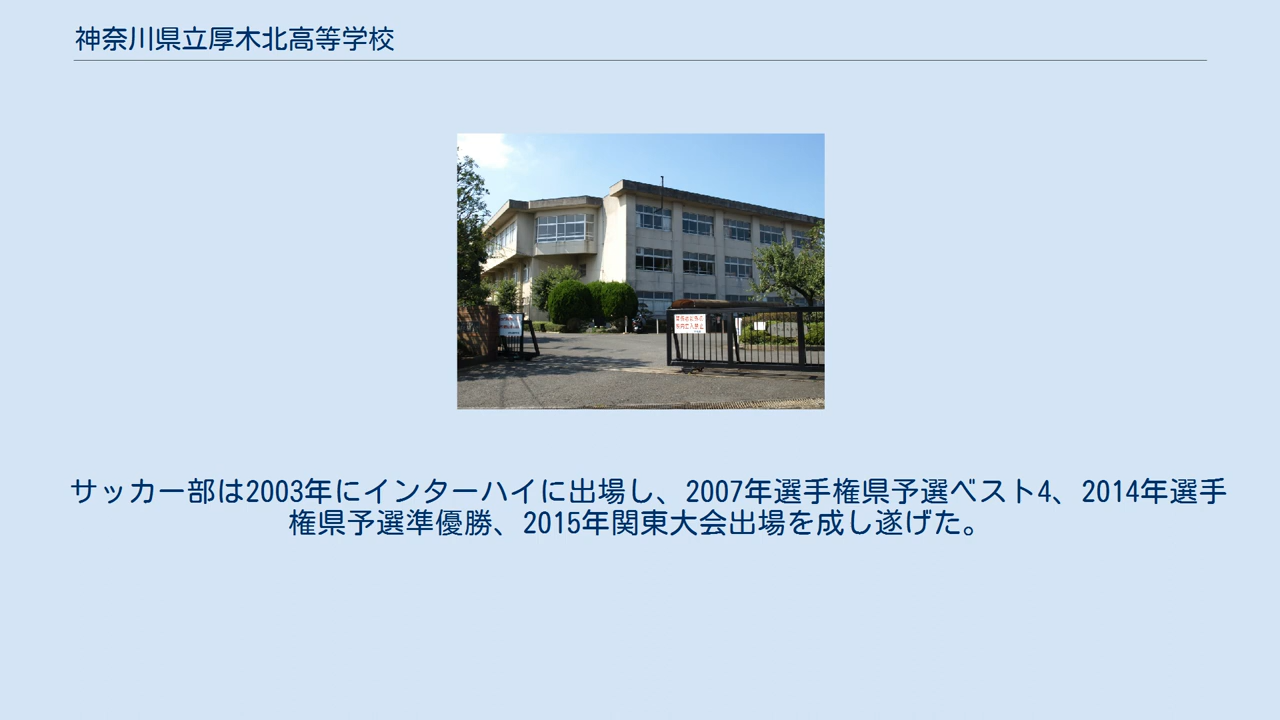 神奈川県立厚木北高等学校
サッカー部は2003年にインターハイに出場し、2007年選手権県予選ベスト4、2014年選手
権県予選準優勝、2015年関東大会出場を成し遂げた。